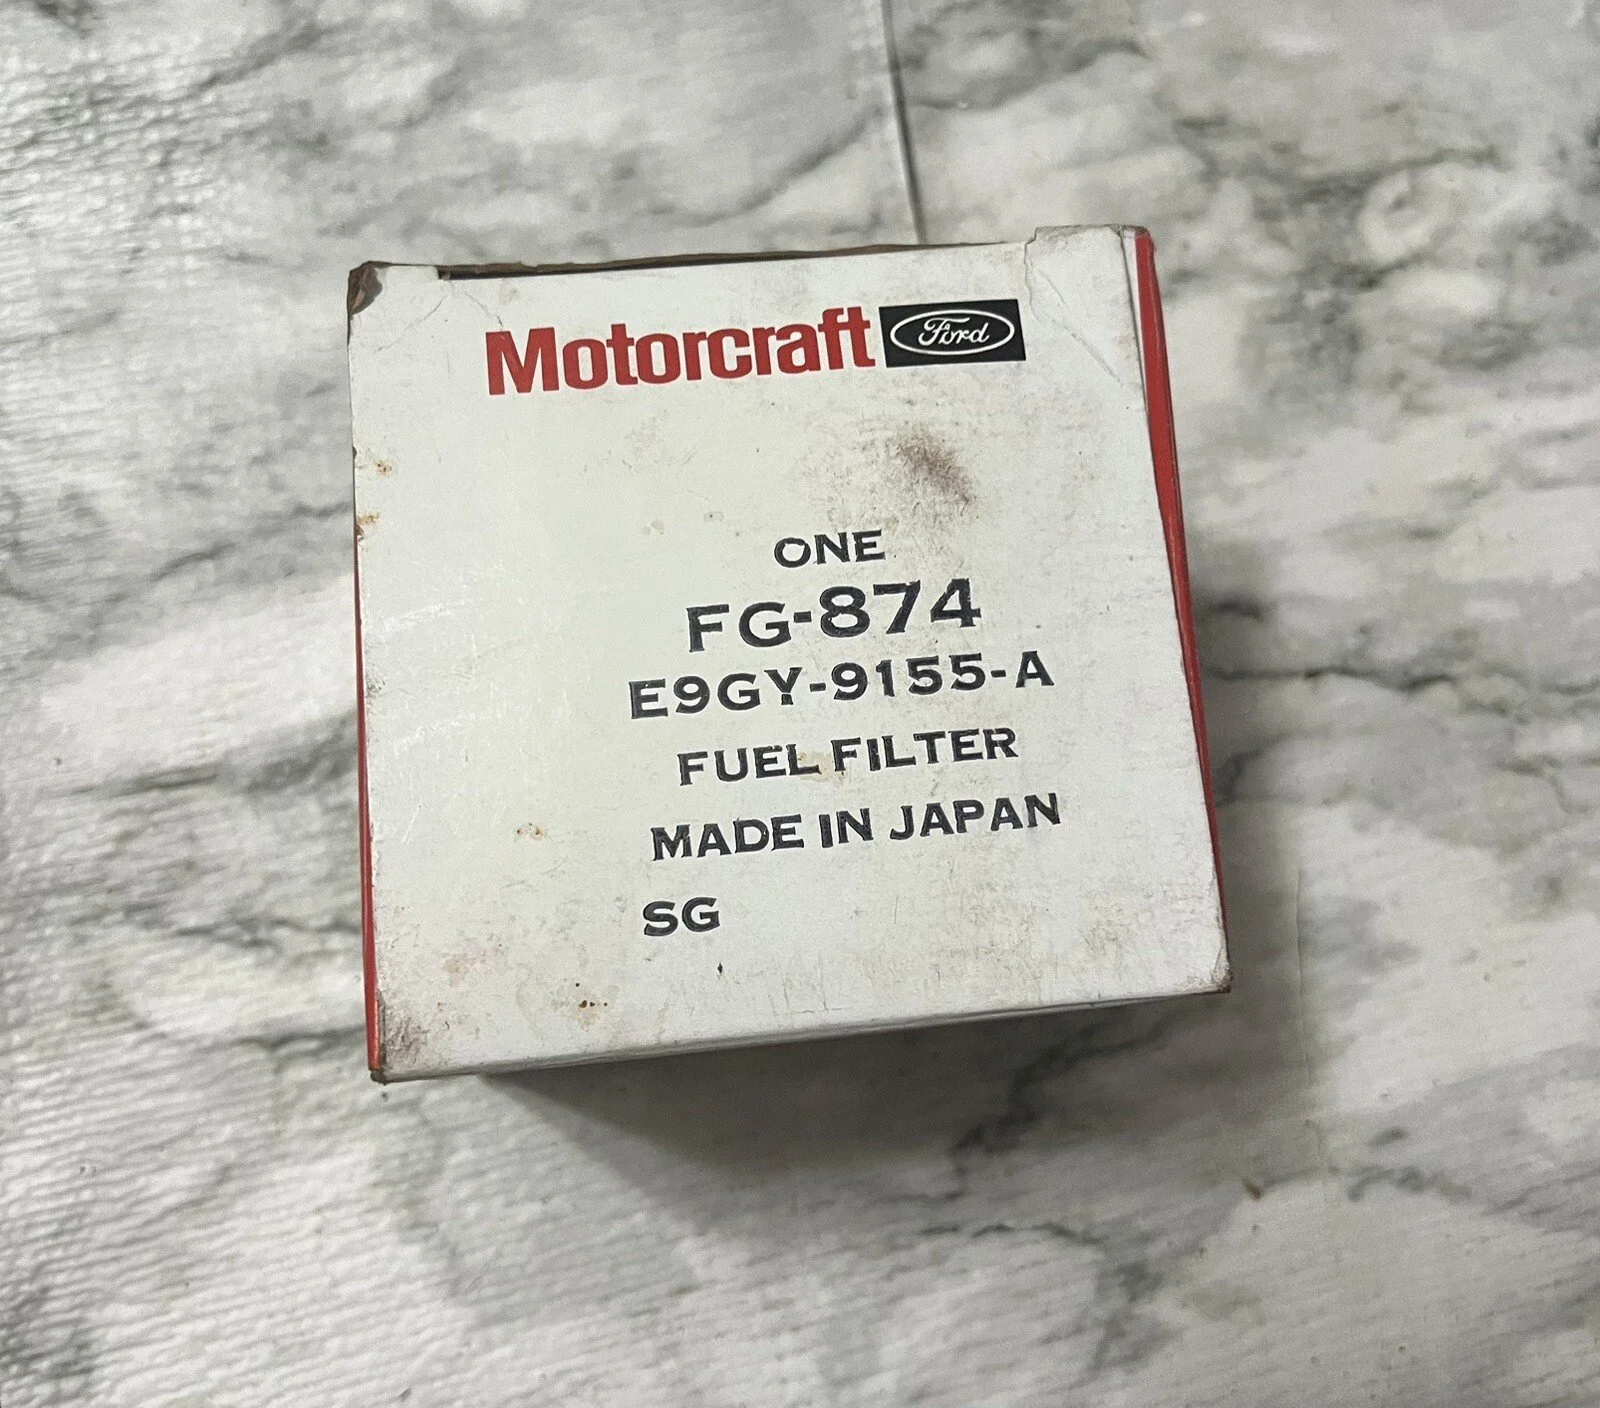 Motorcraft Ford
ONE
FG-874
E9GY-9155-A
FUEL FILTER
MADE IN JAPAN
SG